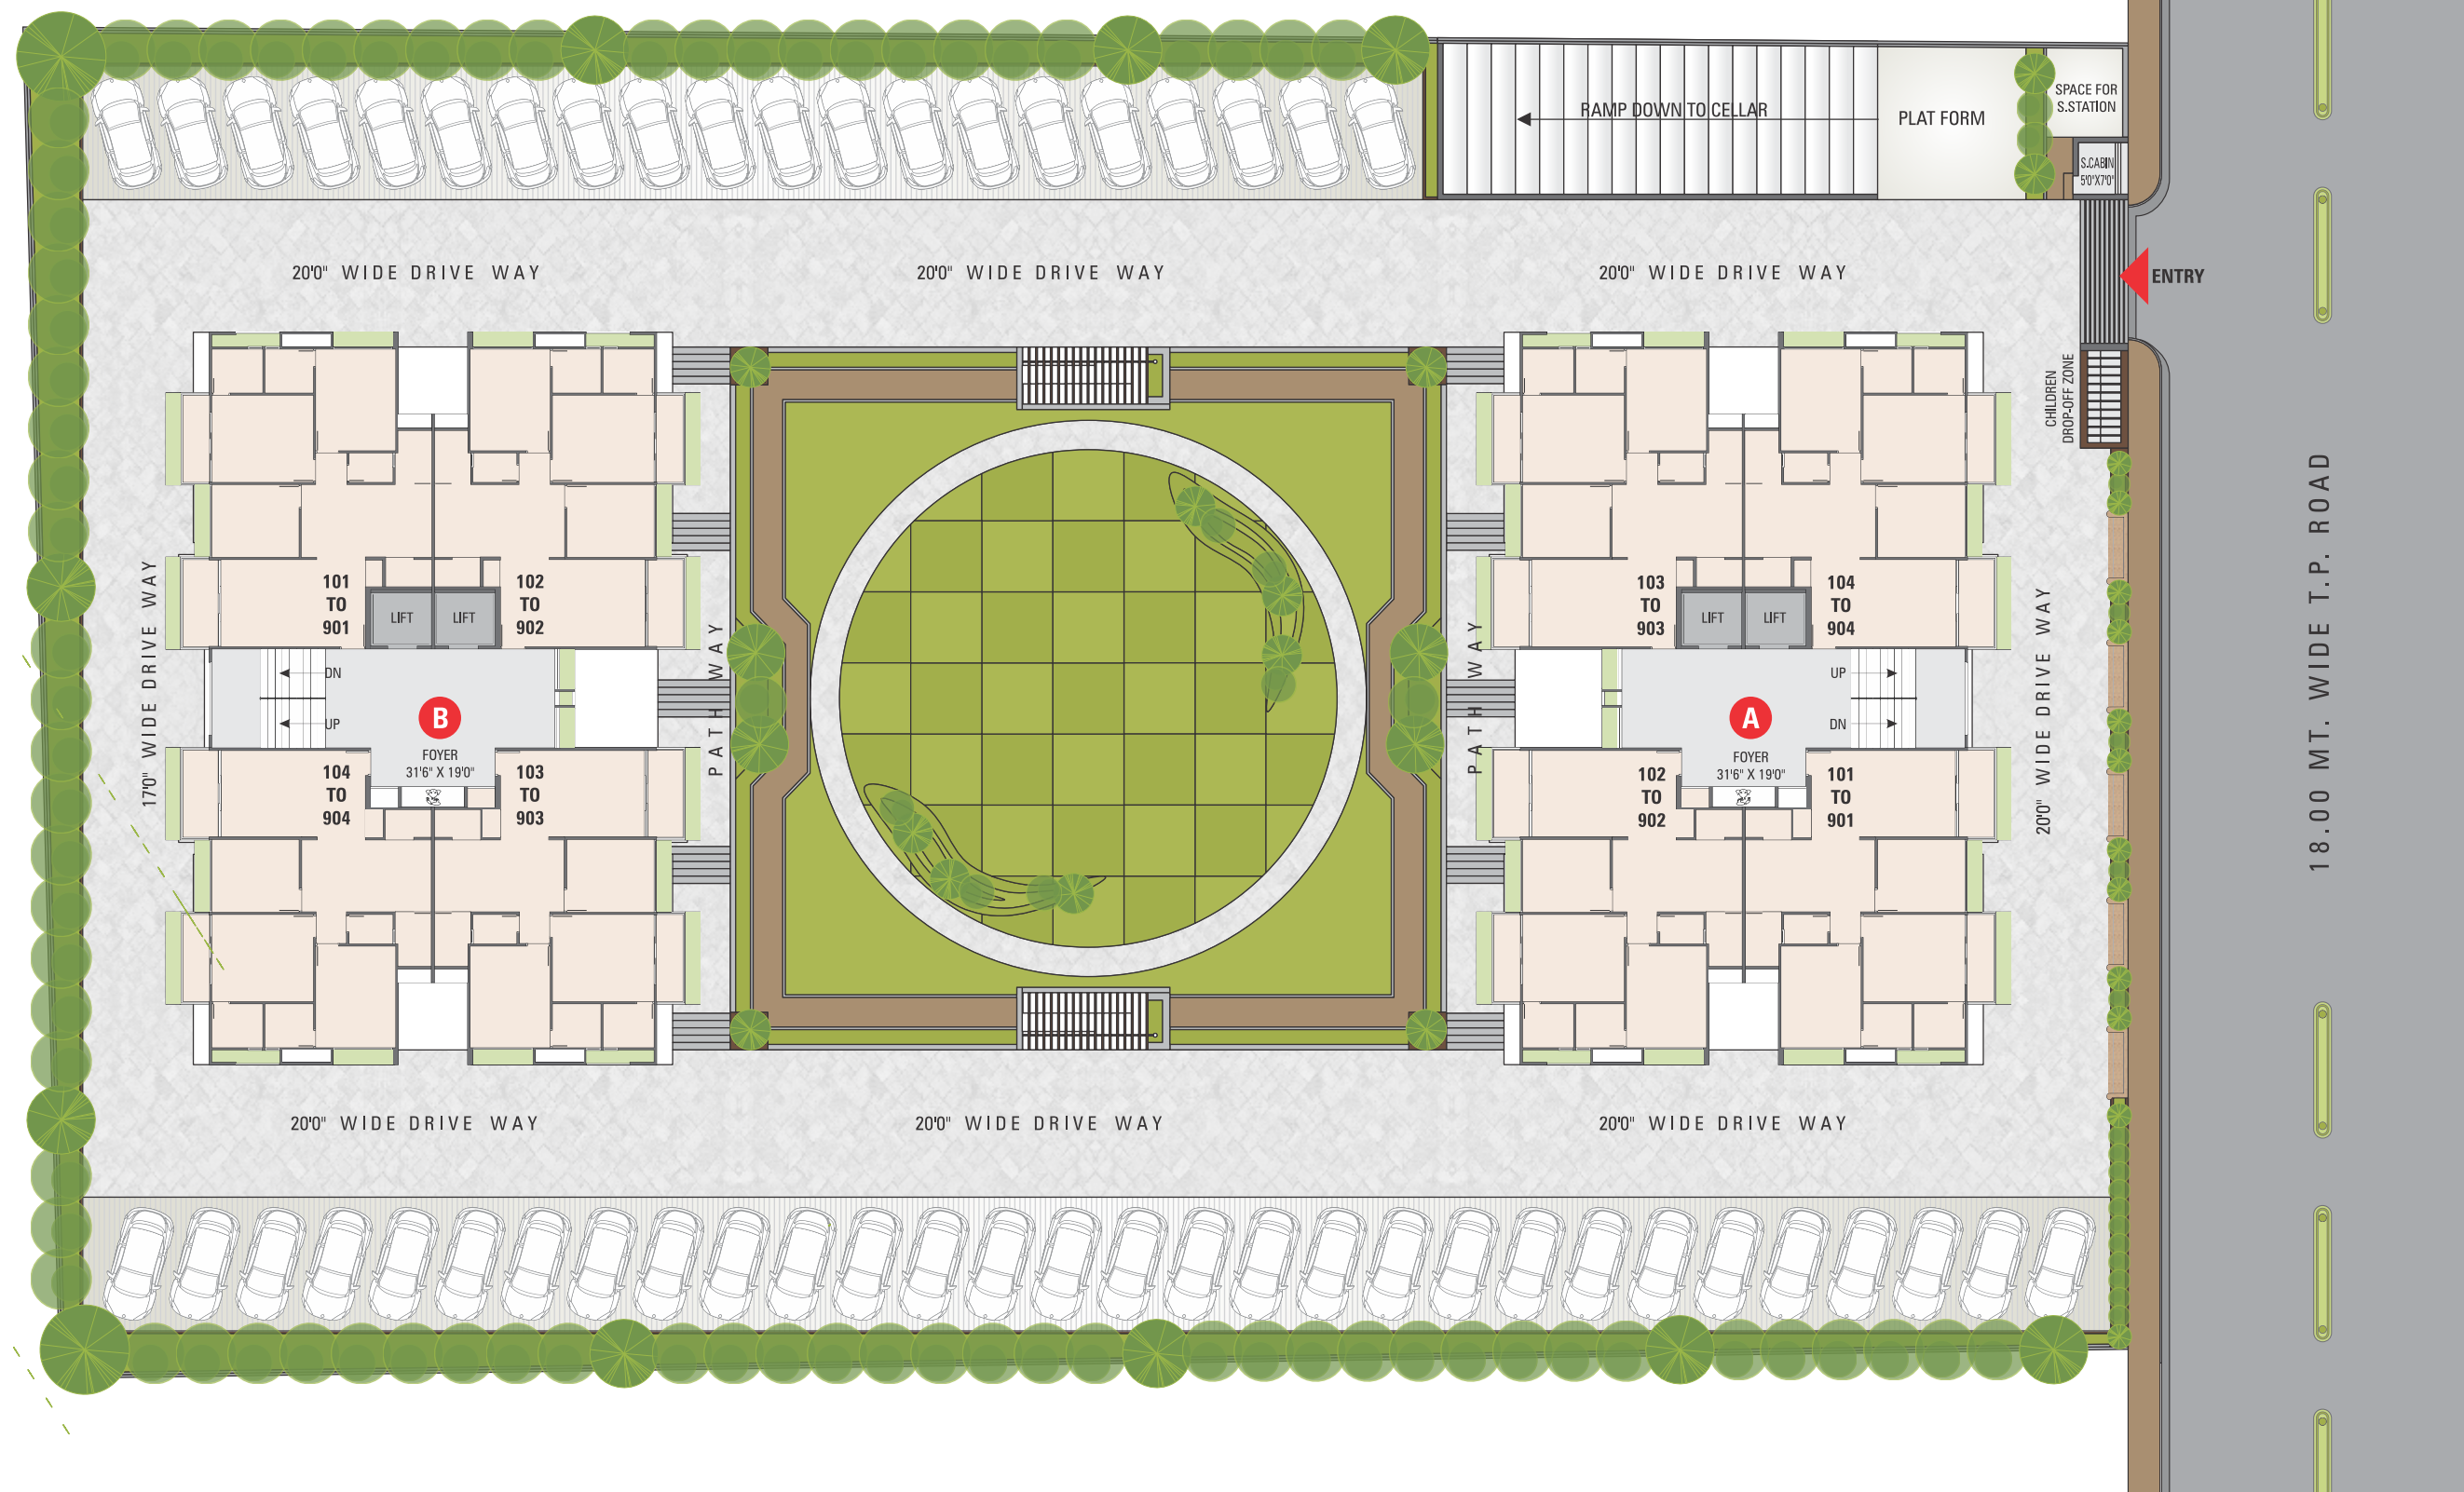 RAMP DOWN TO CELLAR
PLAT FORM
SPACE FOR
S.STATION
S.CABIN
5'0"X7'0"
20'0" WIDE DRIVE WAY
20'0" WIDE DRIVE WAY
20'0" WIDE DRIVE WAY
ENTRY
CHILDREN
DROP-OFF ZONE
17'0" WIDE DRIVE WAY
101
TO
901
LIFT
LIFT
102
TO
902
DN
UP
B
FOYER
31'6" X 19'0"
104
TO
904
103
TO
903
PATH WAY
PATH WAY
103
TO
903
LIFT
LIFT
104
TO
904
UP
DN
A
FOYER
31'6" X 19'0"
102
TO
902
101
TO
901
20'0" WIDE DRIVE WAY
18.00 MT. WIDE T.P. ROAD
20'0" WIDE DRIVE WAY
20'0" WIDE DRIVE WAY
20'0" WIDE DRIVE WAY